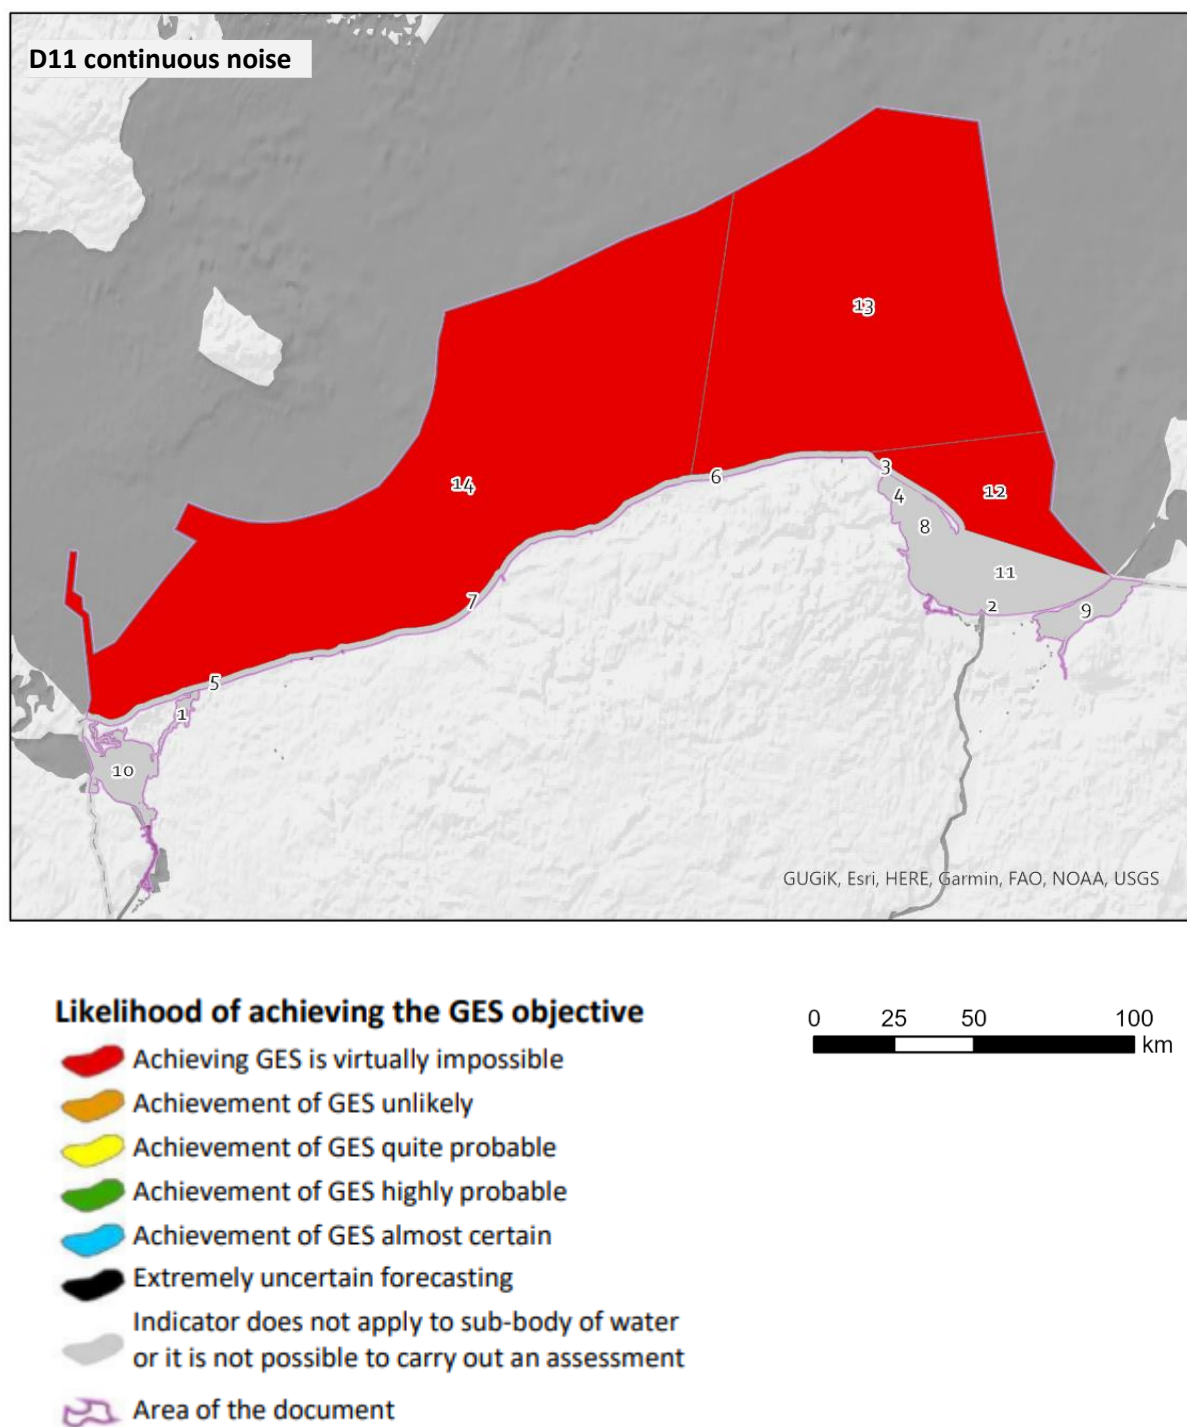 D11 continuous noise
13
14
6
3
12
4
8
11
7
2
9
5
1
10
GUGiK, Esri, HERE, Garmin, FAO, NOAA, USGS
Likelihood of achieving the GES objective
0 25 50 100
km
Achieving GES is virtually impossible
Achievement of GES unlikely
Achievement of GES quite probable
Achievement of GES highly probable
Achievement of GES almost certain
Extremely uncertain forecasting
Indicator does not apply to sub-body of water
or it is not possible to carry out an assessment
Area of the document